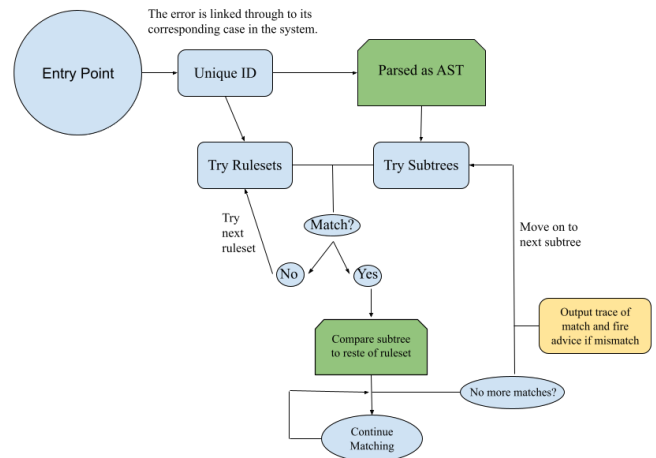 The error is linked through to its
corresponding case in the system.
Entry Point
Unique ID
Parsed as AST
Try Rulesets
Try Subtrees
Try
next
ruleset
Match?
Move on to
next subtree
No
Yes
Output trace of
match and fire
advice if mismatch
Compare subtree
to reste of ruleset
No more matches?
Continue
Matching